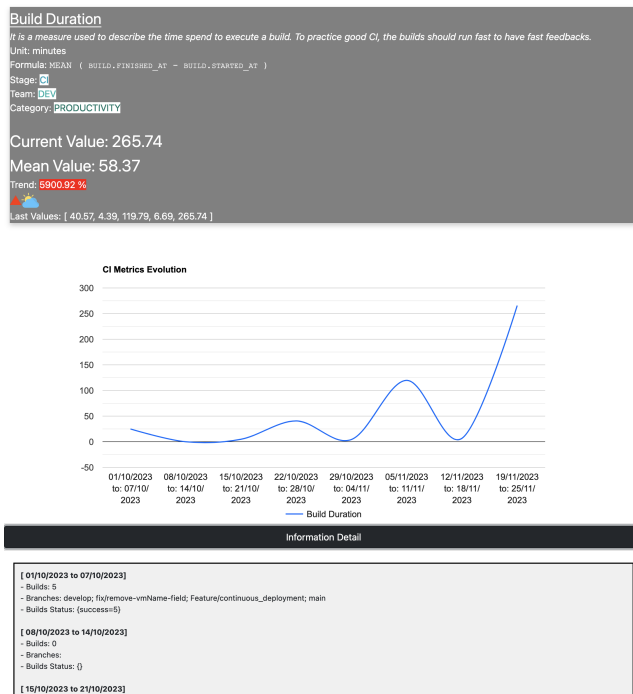 Build Duration
It is a measure used to describe the time spend to execute a build. To practice good CI, the builds should run fast to have fast feedbacks.
Unit: minutes
Formula: MEAN ( BUILD.FINISHED_AT - BUILD.STARTED_AT )
Stage: CI
Team: DEV
Category: PRODUCTIVITY
Current Value: 265.74
Mean Value: 58.37
Trend: 5900.92 %
Last Values: [ 40.57, 4.39, 119.79, 6.69, 265.74 ]
CI Metrics Evolution
300
250
200
150
100
50
0
-50
01/10/2023 08/10/2023 15/10/2023 22/10/2023 29/10/2023 05/11/2023 12/11/2023 19/11/2023
to: 07/10/ to: 14/10/ to: 21/10/ to: 28/10/ to: 04/11/ to: 11/11/ to: 18/11/ to: 25/11/
2023 2023 2023 2023 2023 2023 2023 2023
Build Duration
Information Detail
[ 01/10/2023 to 07/10/2023]
- Builds: 5
- Branches: develop; fix/remove-vmName-field; Feature/continuous_deployment; main
- Builds Status: {success=5}
[ 08/10/2023 to 14/10/2023]
- Builds: 0
- Branches:
- Builds Status: {}
[ 15/10/2023 to 21/10/2023]